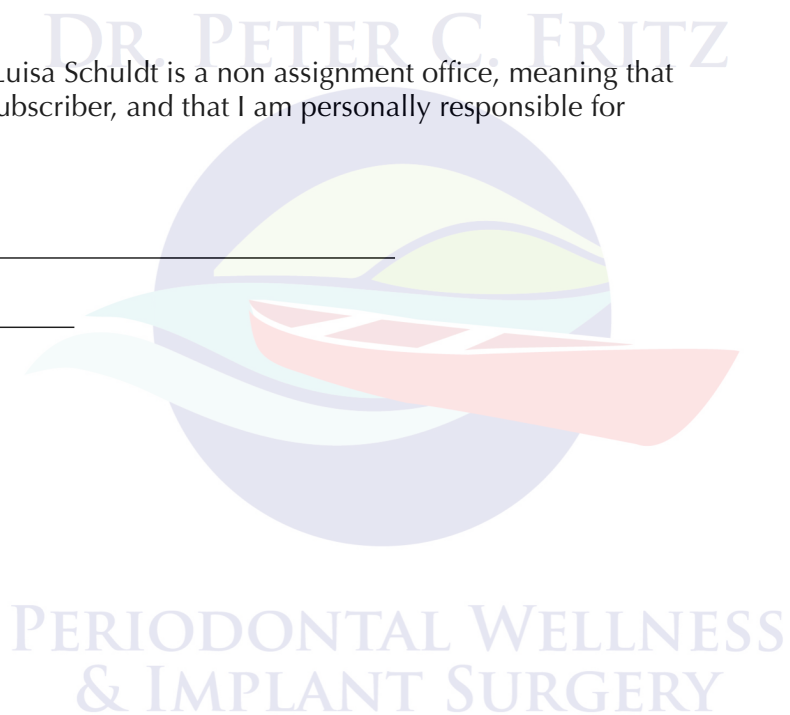 DR. PETER C. FRITZ
Luisa Schuldt is a non assignment office, meaning that
ubscriber, and that I am personally responsible for
PERIODONTAL WELLNESS
& IMPLANT SURGERY